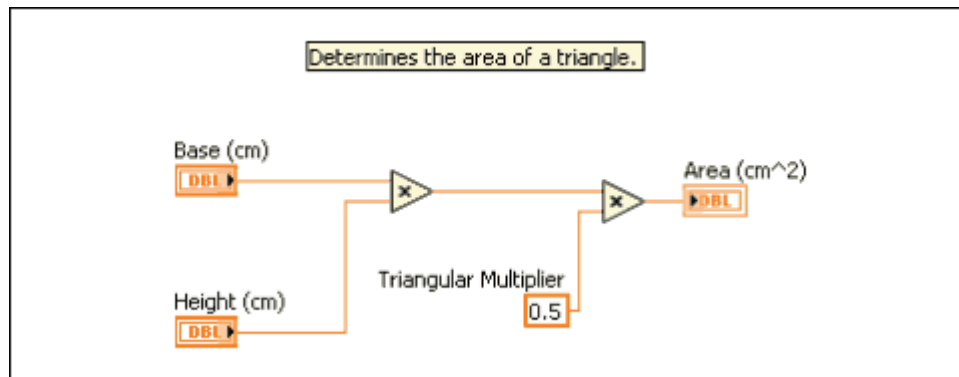 Determines the area of a triangle.
Base (cm)
DBL
×
×
Area (cm^2)
DBL
Triangular Multiplier
0.5
Height (cm)
DBL